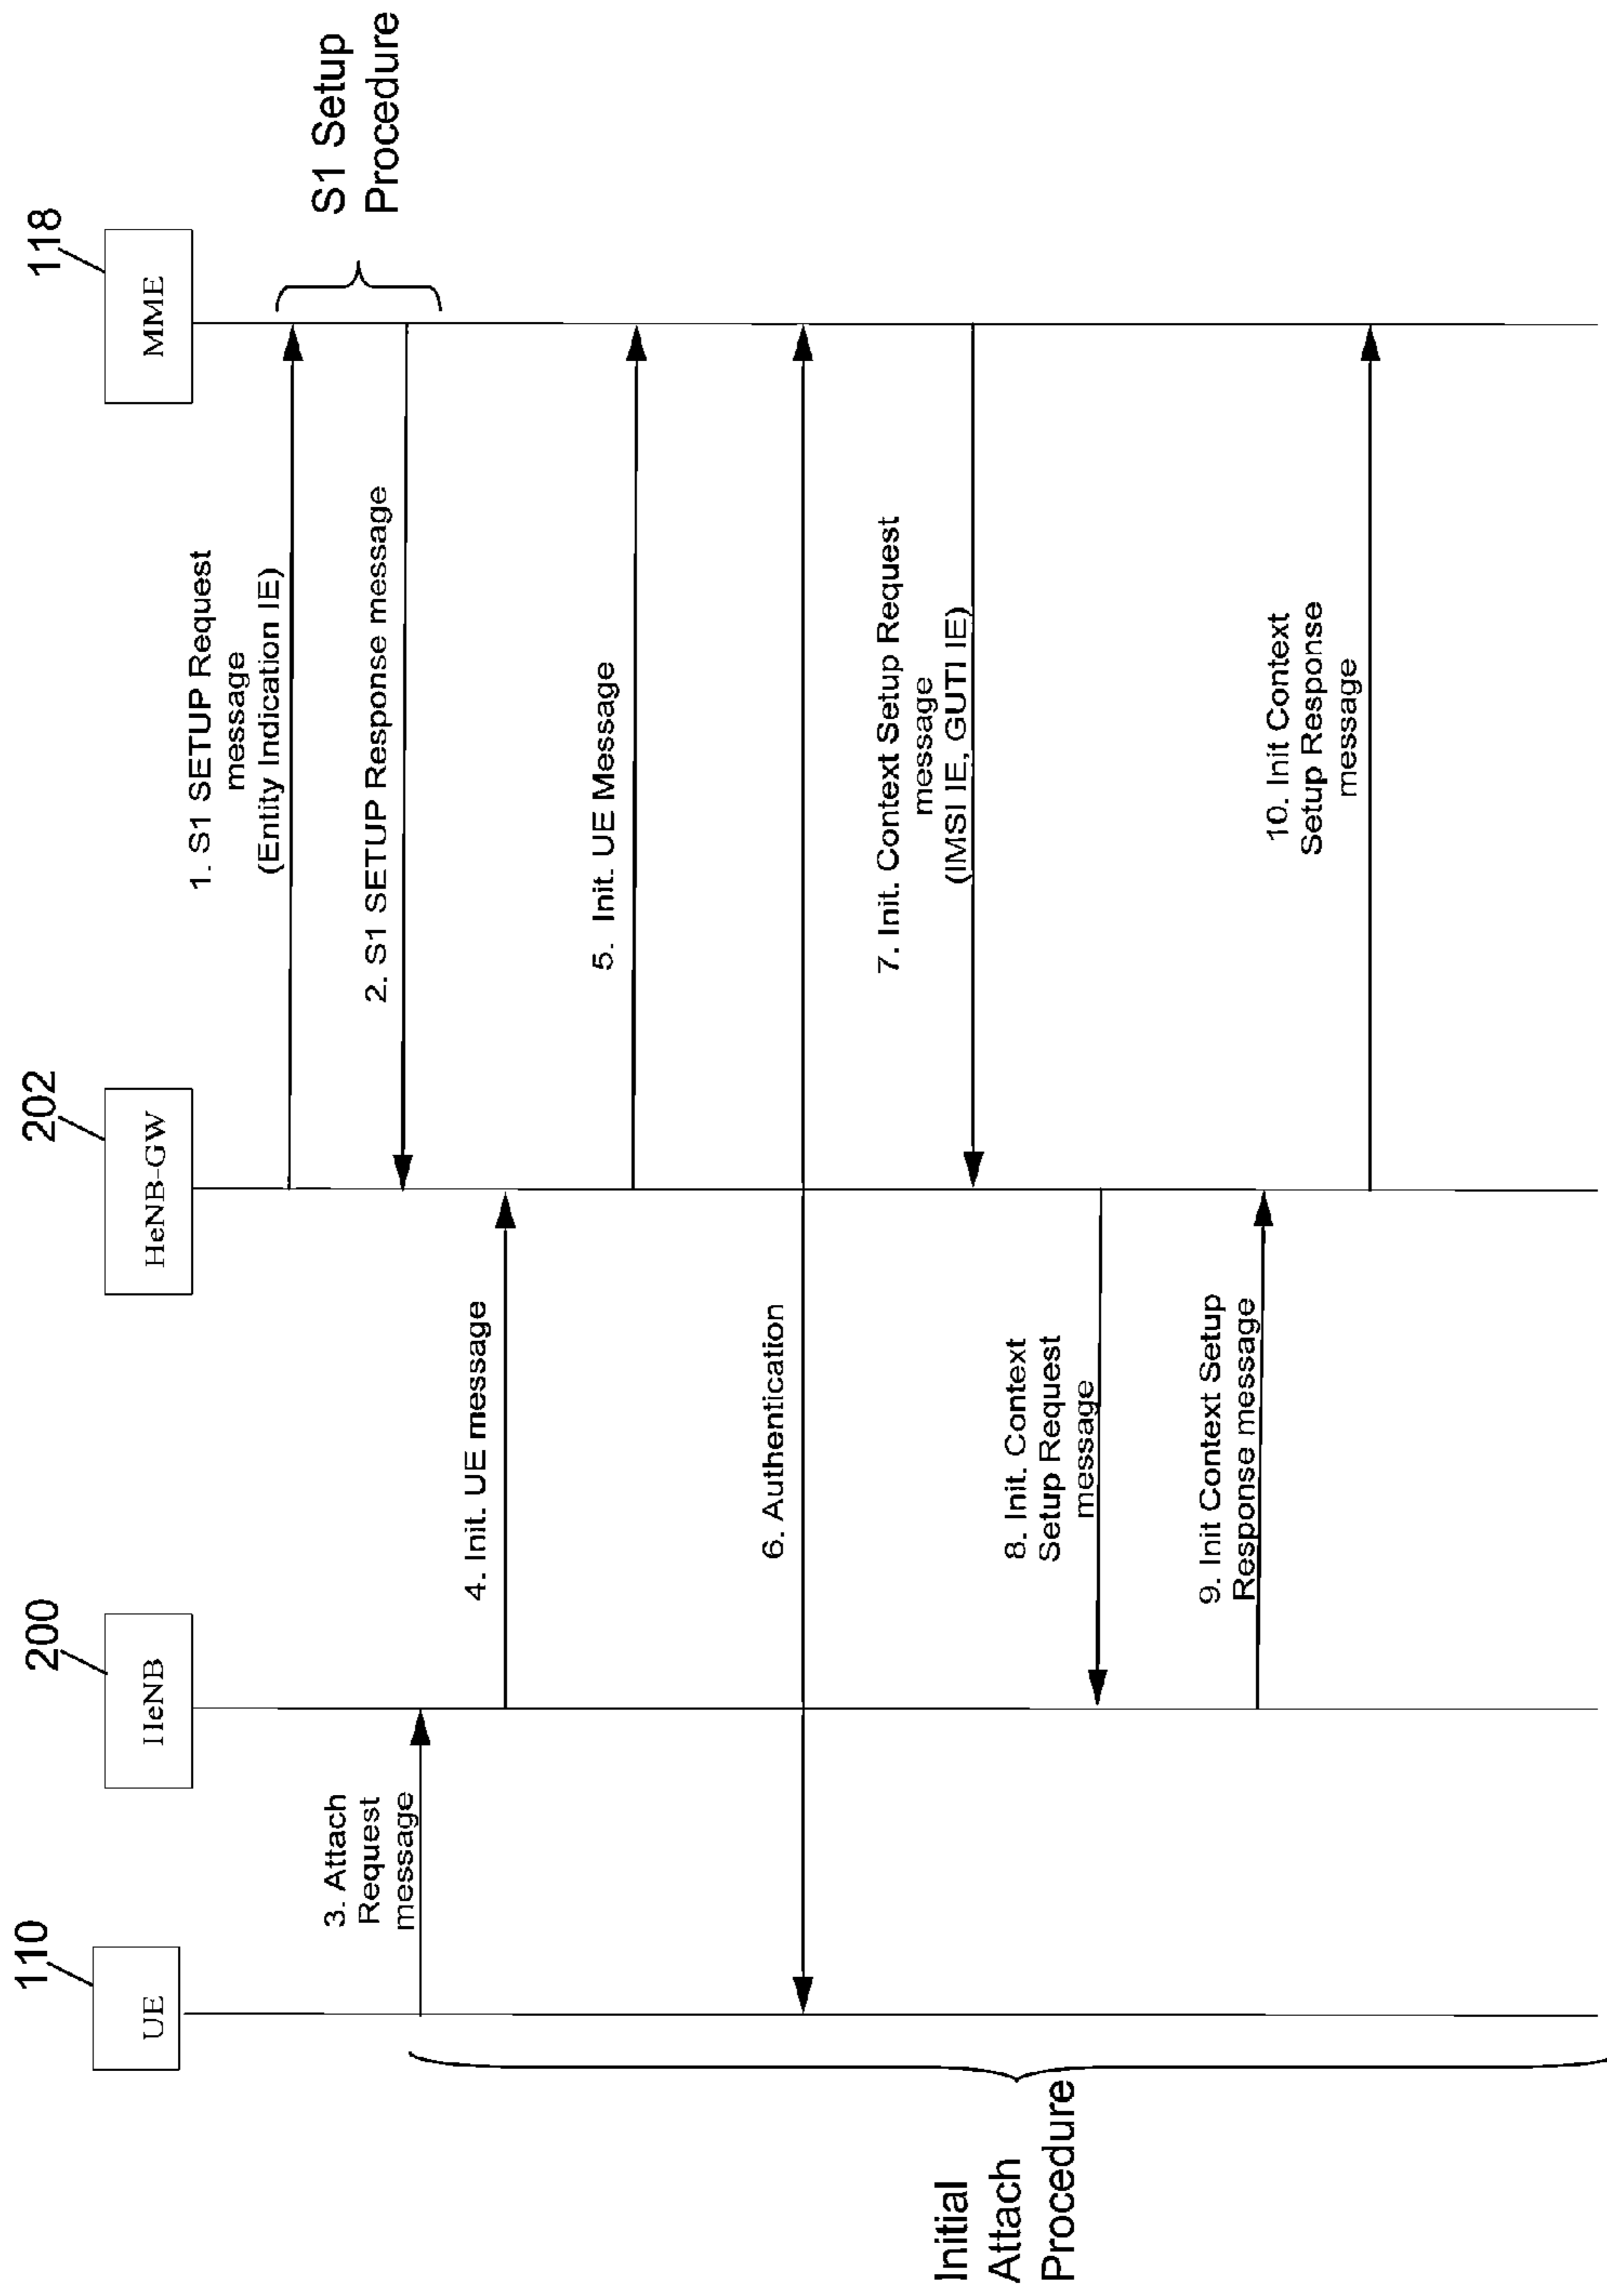 110
200
202
118
UE
HeNB
HeNB-GW
MME
S1 Setup
Procedure
1. S1 SETUP Request
message
(Entity Indication IE)
2. S1 SETUP Response message
3. Attach
Request
message
4. Init. UE message
5. Init. UE Message
6. Authentication
7. Init. Context Setup Request
message
(IMSI IE, GUTI IE)
8. Init. Context
Setup Request
message
9. Init Context Setup
Response message
10. Init Context
Setup Response
message
Initial
Attach
Procedure